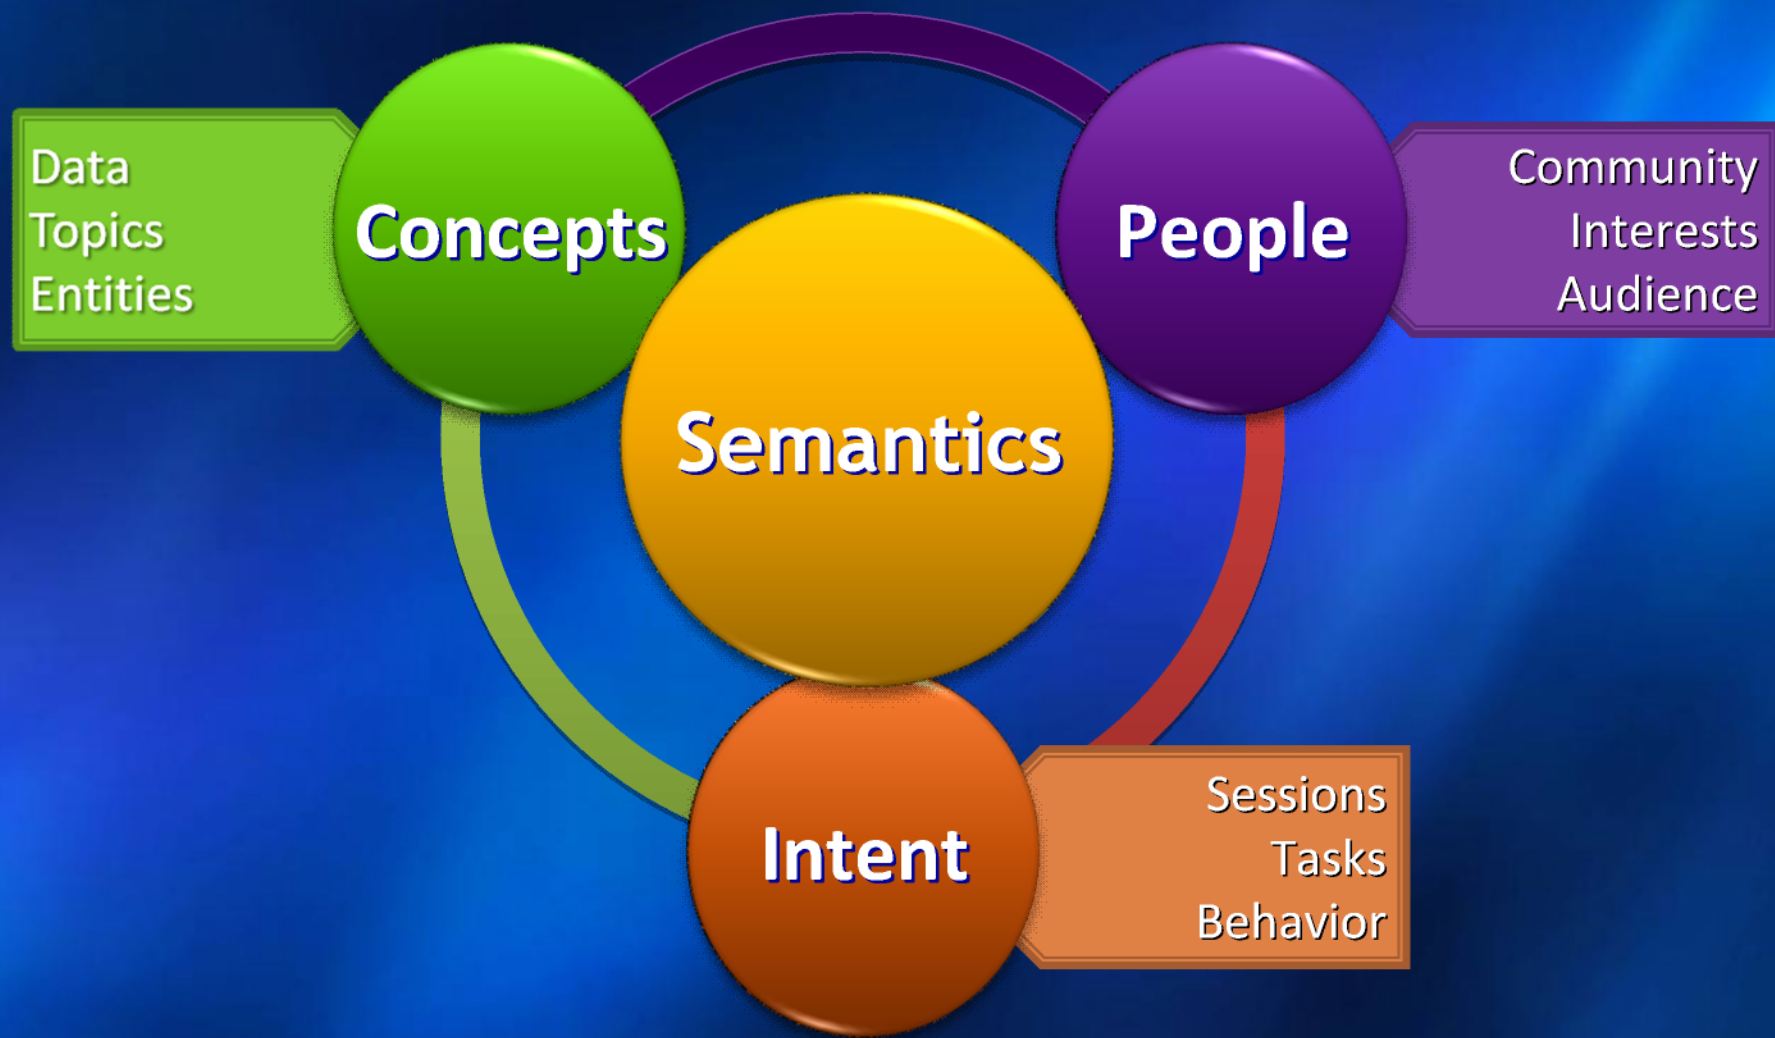 Data
Topics
Entities
Concepts
Semantics
People
Community
Interests
Audience
Intent
Sessions
Tasks
Behavior